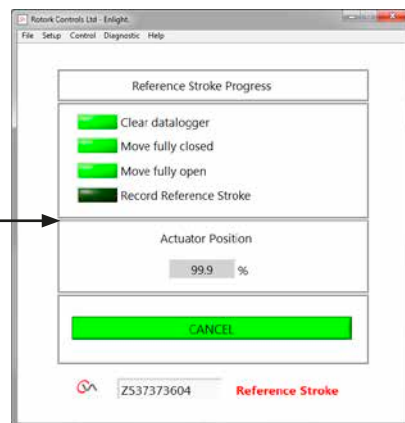 Rotork Controls Ltd - Enlight.
File Setup Control Diagnostic Help
Reference Stroke Progress
Clear datalogger
Move fully closed
Move fully open
Record Reference Stroke
Actuator Position
99.9 %
CANCEL
Z537373604 Reference Stroke